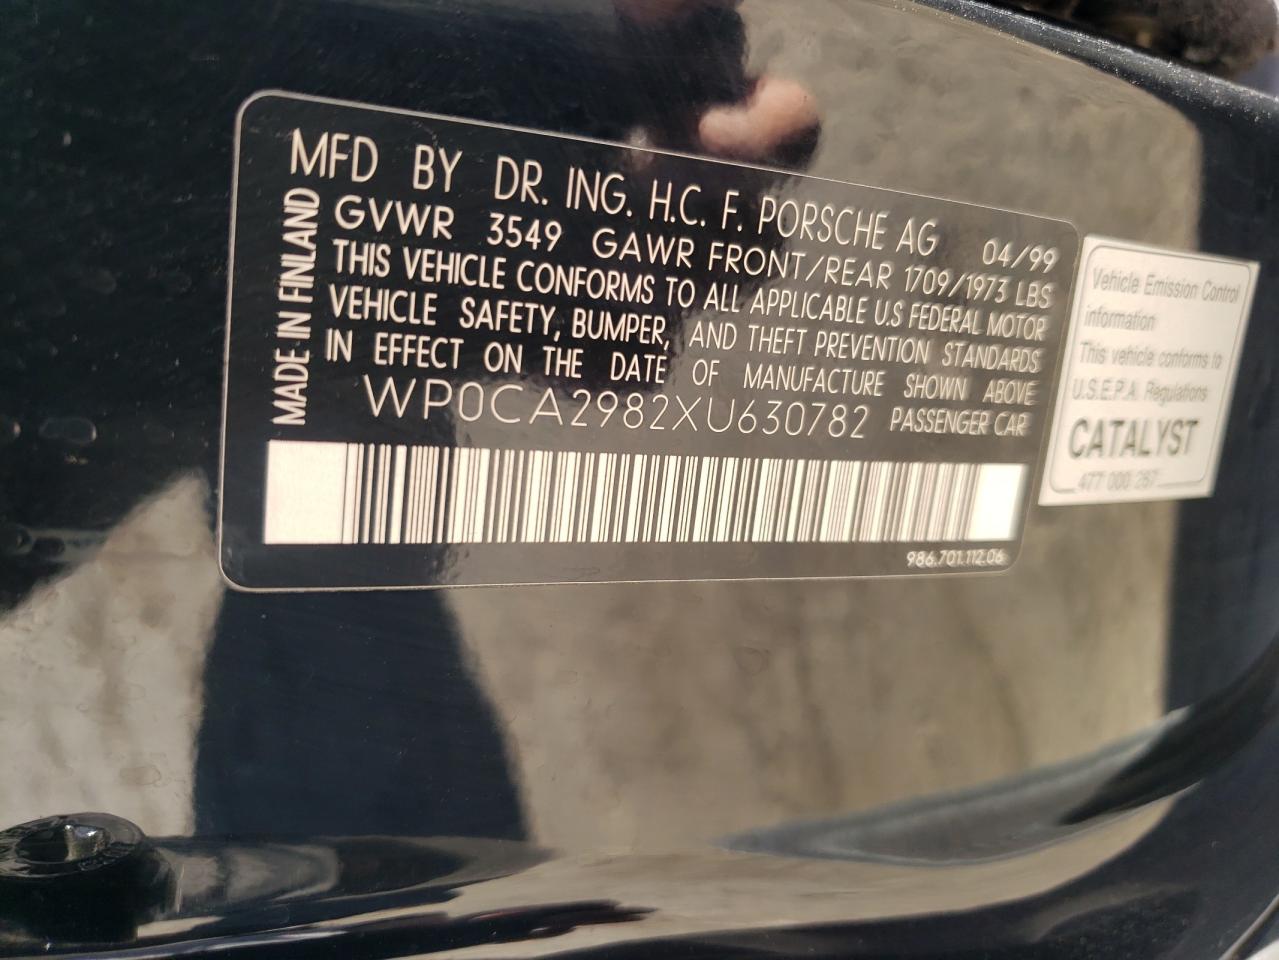 MFD BY DR. ING. H.C. F. PORSCHE AG 04/99
GVWR 3549 GAWR FRONT/REAR 1709/1973 LBS
THIS VEHICLE CONFORMS TO ALL APPLICABLE U.S FEDERAL MOTOR
VEHICLE SAFETY, BUMPER, AND THEFT PREVENTION STANDARDS
IN EFFECT ON THE DATE OF MANUFACTURE SHOWN ABOVE
WP0CA2982XU630782 PASSENGER CAR
MADE IN FINLAND
986.701.112.06
Vehicle Emission Control
information
This vehicle conforms to
U.S.E.P.A. Regulations
CATALYST
477 000 267